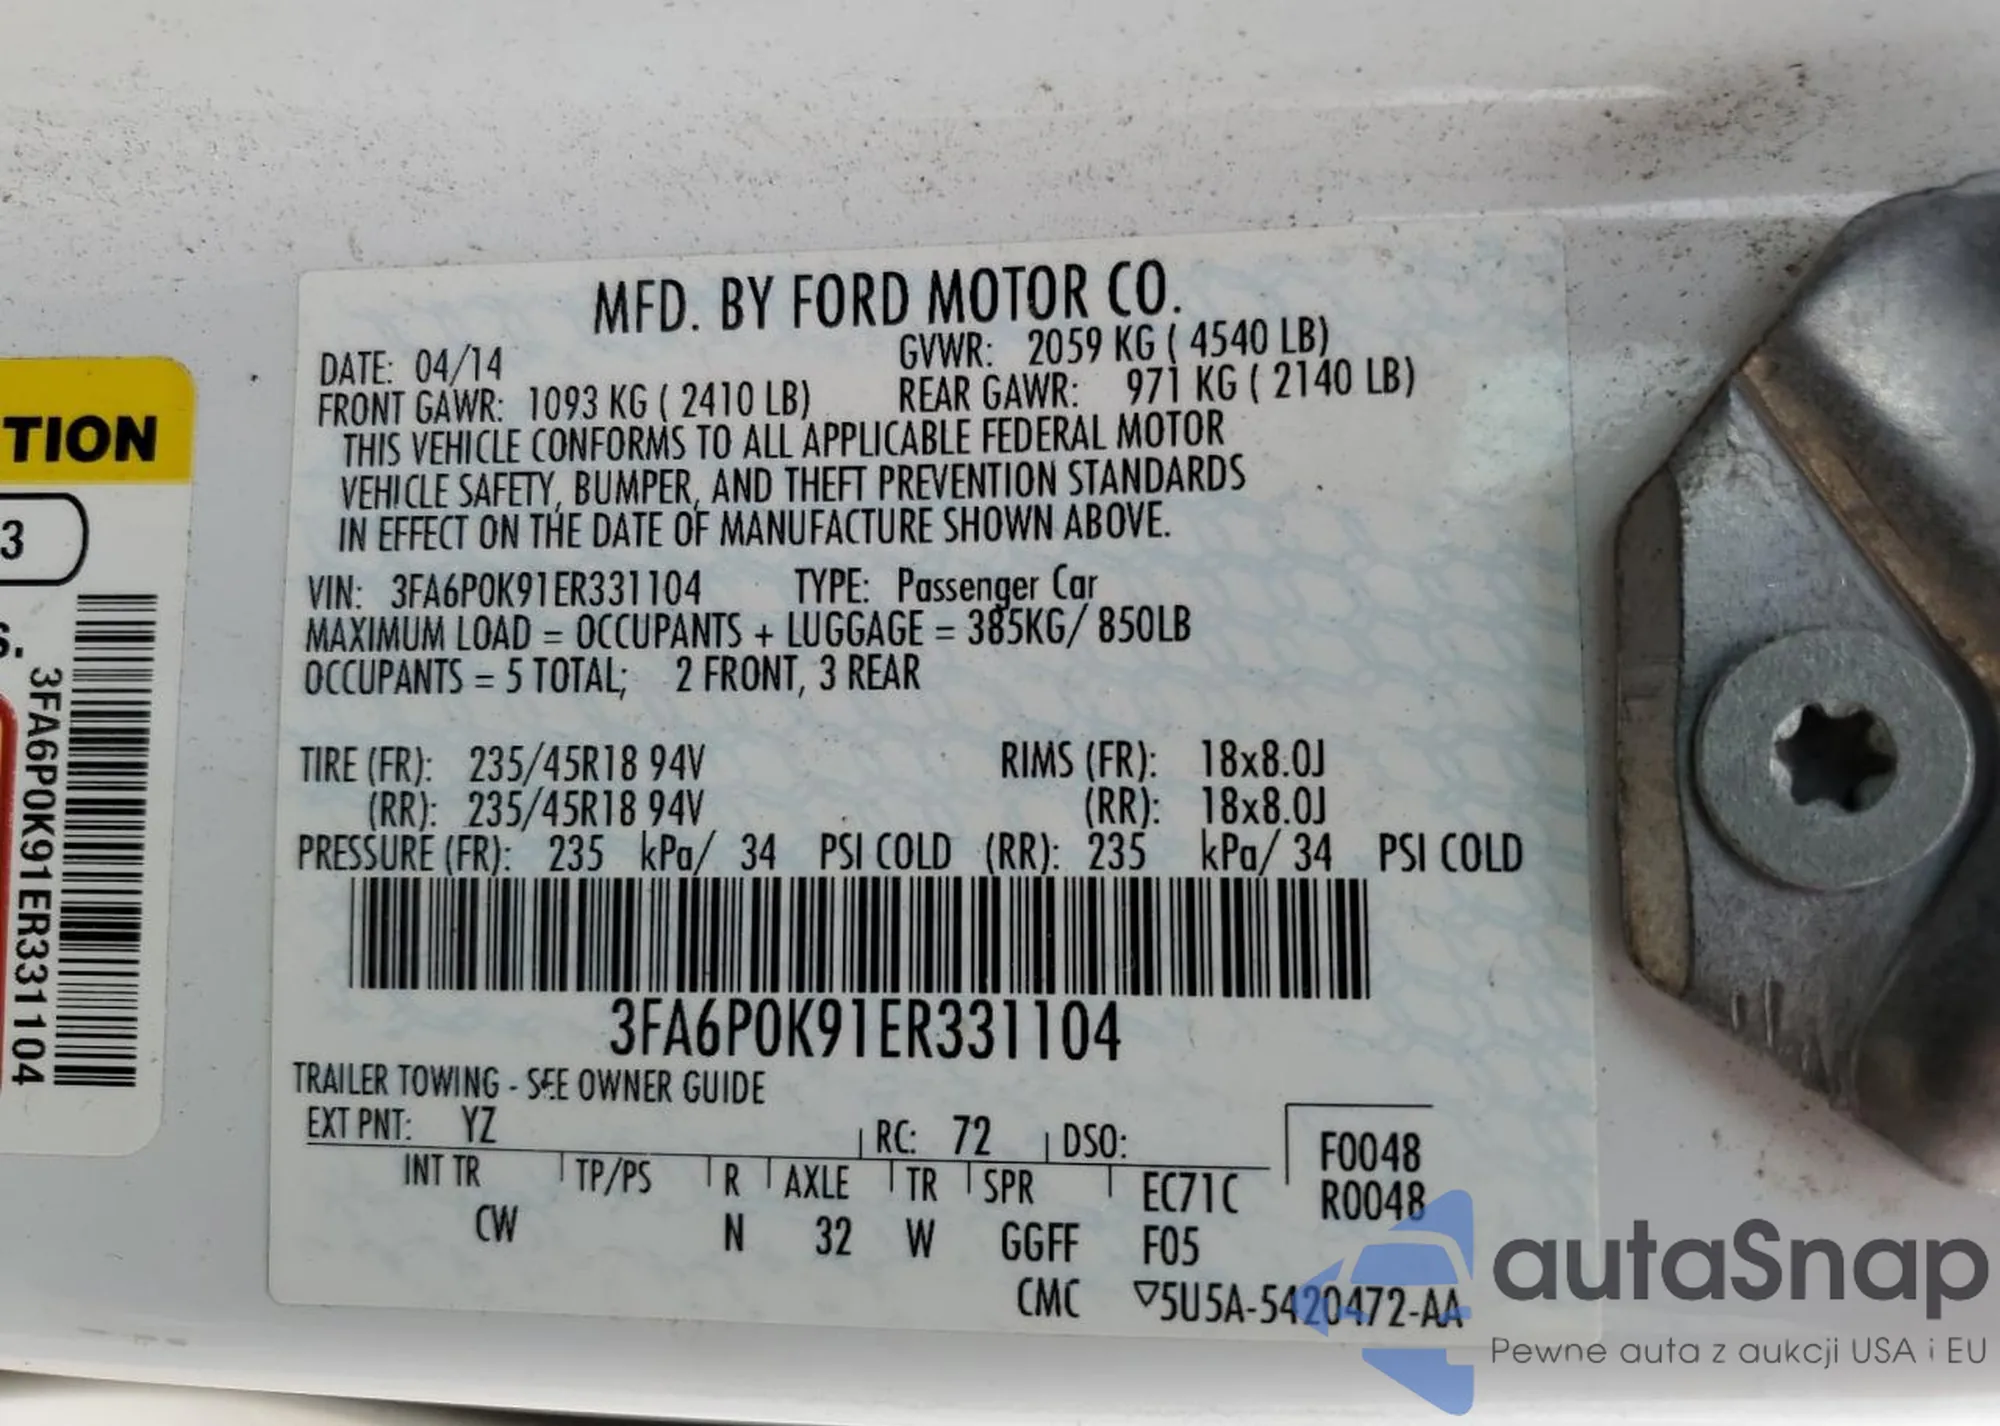 MFD. BY FORD MOTOR CO.
DATE: 04/14 GVWR: 2059 KG ( 4540 LB)
FRONT GAWR: 1093 KG ( 2410 LB) REAR GAWR: 971 KG ( 2140 LB)
THIS VEHICLE CONFORMS TO ALL APPLICABLE FEDERAL MOTOR
VEHICLE SAFETY, BUMPER, AND THEFT PREVENTION STANDARDS
IN EFFECT ON THE DATE OF MANUFACTURE SHOWN ABOVE.
VIN: 3FA6P0K91ER331104 TYPE: Passenger Car
MAXIMUM LOAD = OCCUPANTS + LUGGAGE = 385KG/ 850LB
OCCUPANTS = 5 TOTAL; 2 FRONT, 3 REAR
TIRE (FR): 235/45R18 94V RIMS (FR): 18x8.0J
(RR): 235/45R18 94V (RR): 18x8.0J
PRESSURE (FR): 235 kPa/ 34 PSI COLD (RR): 235 kPa/ 34 PSI COLD
3FA6P0K91ER331104
TRAILER TOWING - SEE OWNER GUIDE
EXT PNT: YZ RC: 72 DSO: F0048
INT TR TP/PS R AXLE TR SPR EC71C R0048
CW N 32 W GGFF F05
CMC ▽5U5A-5420472-AA
TION
3
s.
3FA6P0K91ER331104
autaSnap
Pewne auta z aukcji USA i EU